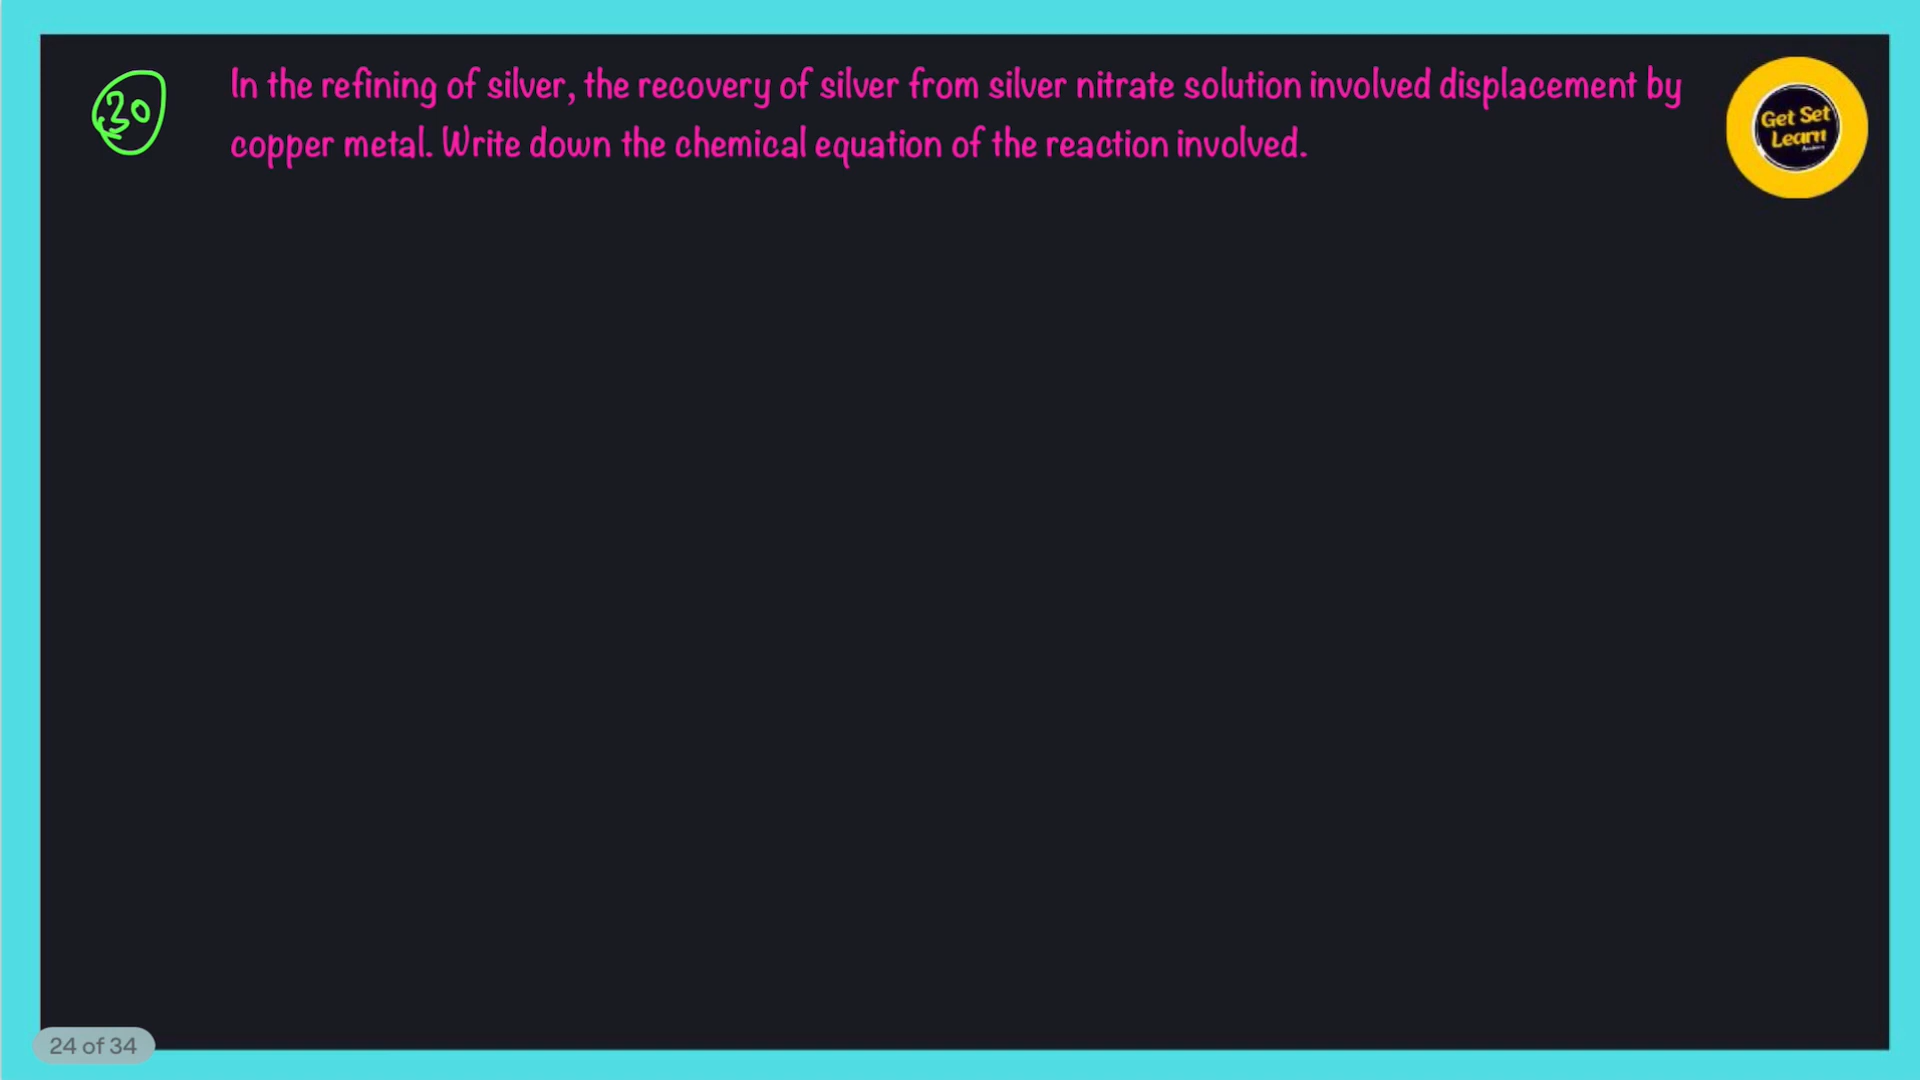 30
In the refining of silver, the recovery of silver from silver nitrate solution involved displacement by
copper metal. Write down the chemical equation of the reaction involved.
Get Set
Learn
24 of 34